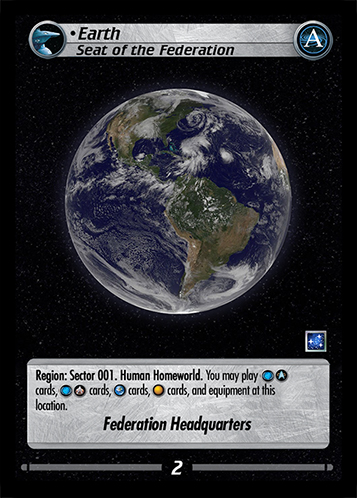 • Earth
Seat of the Federation
A
Region: Sector 001. Human Homeworld. You may play
cards, cards, cards, cards, and equipment at this
location.
Federation Headquarters
2